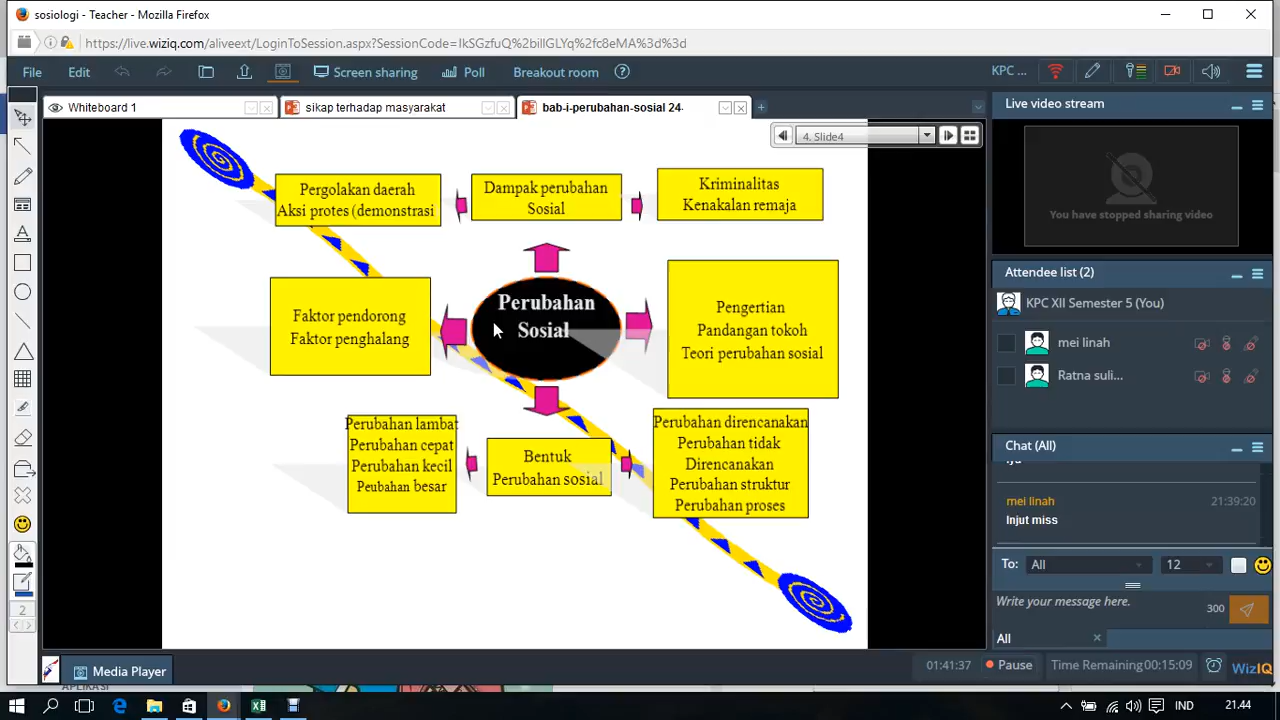 sosiologi - Teacher - Mozilla Firefox
https://live.wiziq.com/aliveext/LoginToSession.aspx?SessionCode=IkSGzfuQ%2bilIGLYq%2fc8eMA%3d%3d
File Edit Screen sharing Poll Breakout room KPC ...
Whiteboard 1
sikap terhadap masyarakat
bab-i-perubahan-sosial 24-
4. Slide4
Pergolakan daerah
Aksi protes (demonstrasi
Dampak perubahan
Sosial
Kriminalitas
Kenakalan remaja
Faktor pendorong
Faktor penghalang
Perubahan
Sosial
Pengertian
Pandangan tokoh
Teori perubahan sosial
Perubahan lambat
Perubahan cepat
Perubahan kecil
Peubahan besar
Bentuk
Perubahan sosial
Perubahan direncanakan
Perubahan tidak
Direncanakan
Perubahan struktur
Perubahan proses
Live video stream
You have stopped sharing video
Attendee list (2)
KPC XII Semester 5 (You)
mei linah
Ratna suli...
Chat (All)
mei linah 21:39:20
Injut miss
To: All 12
Write your message here. 300
All
2
Media Player
01:41:37 Pause Time Remaining 00:15:09 WizIQ
IND 21.44